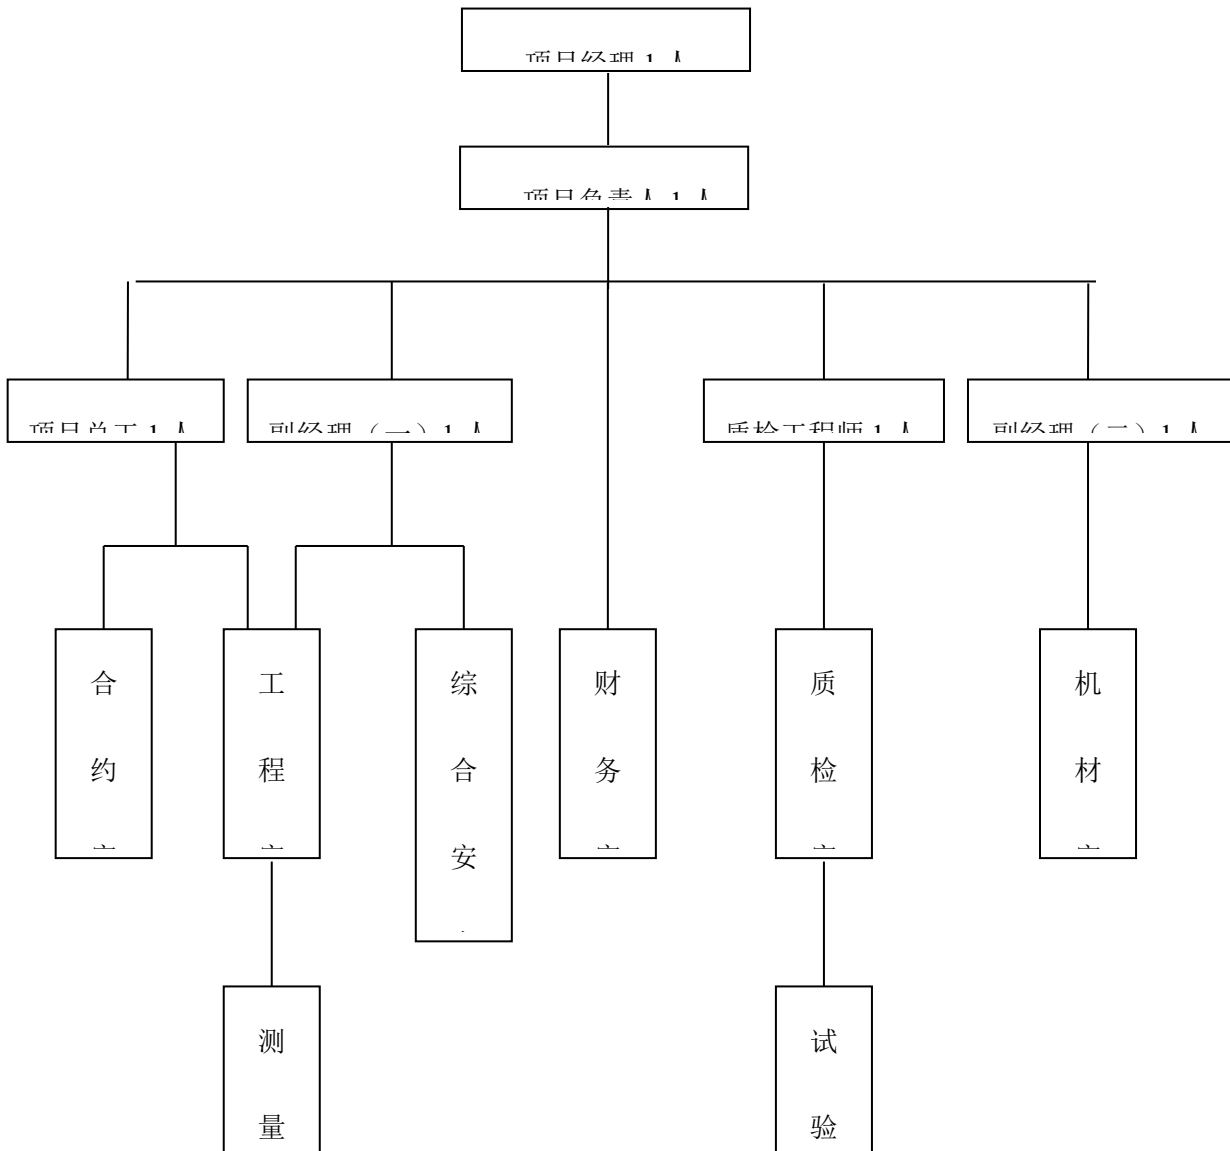 项目经理 1 人
项目负责人 1 人
项目总工 1 人
副经理（一）1 人
质检工程师 1 人
副经理（二）1 人
合约
工程
综合安
财务
质检
机材
测量
试验